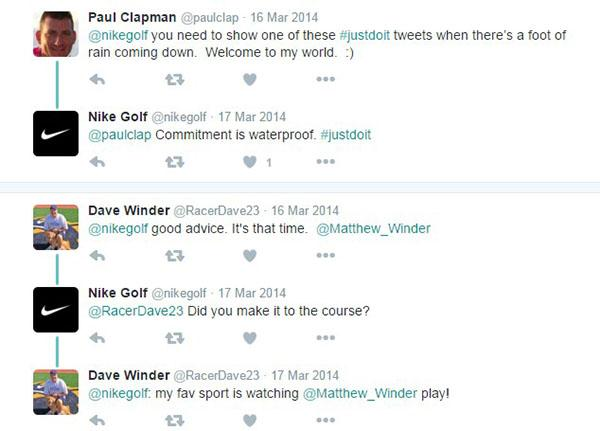 Paul Clapman @paulclap · 16 Mar 2014
@nikegolf you need to show one of these #justdoit tweets when there's a foot of
rain coming down.  Welcome to my world.  :)
Nike Golf @nikegolf · 17 Mar 2014
@paulclap Commitment is waterproof. #justdoit
1
Dave Winder @RacerDave23 · 16 Mar 2014
@nikegolf good advice. It's that time.  @Matthew_Winder
Nike Golf @nikegolf · 17 Mar 2014
@RacerDave23 Did you make it to the course?
Dave Winder @RacerDave23 · 17 Mar 2014
@nikegolf: my fav sport is watching @Matthew_Winder play!